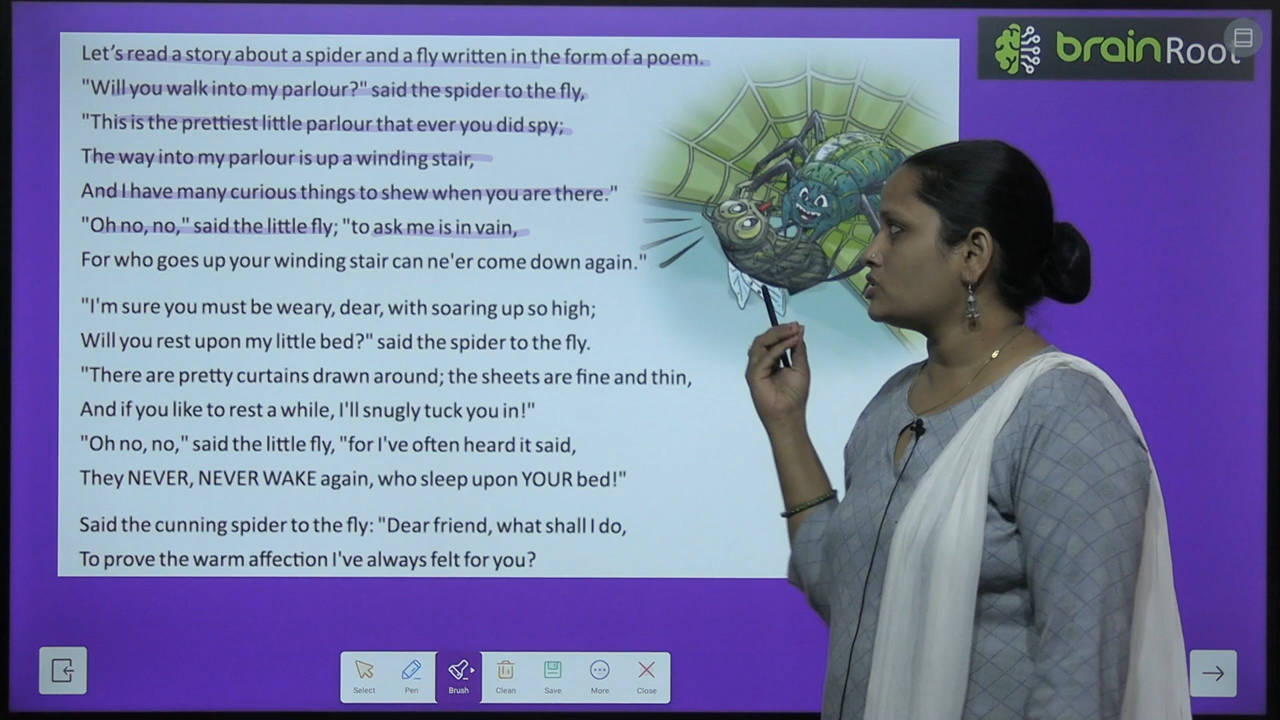 Let's read a story about a spider and a fly written in the form of a poem.
"Will you walk into my parlour?" said the spider to the fly,
"This is the prettiest little parlour that ever you did spy;
The way into my parlour is up a winding stair,
And I have many curious things to shew when you are there."
"Oh no, no," said the little fly; "to ask me is in vain,
For who goes up your winding stair can ne'er come down again."
"I'm sure you must be weary, dear, with soaring up so high;
Will you rest upon my little bed?" said the spider to the fly.
"There are pretty curtains drawn around; the sheets are fine and thin,
And if you like to rest a while, I'll snugly tuck you in!"
"Oh no, no," said the little fly, "for I've often heard it said,
They NEVER, NEVER WAKE again, who sleep upon YOUR bed!"
Said the cunning spider to the fly: "Dear friend, what shall I do,
To prove the warm affection I've always felt for you?
brainRoot
Select Pen Brush Clean Save More Close